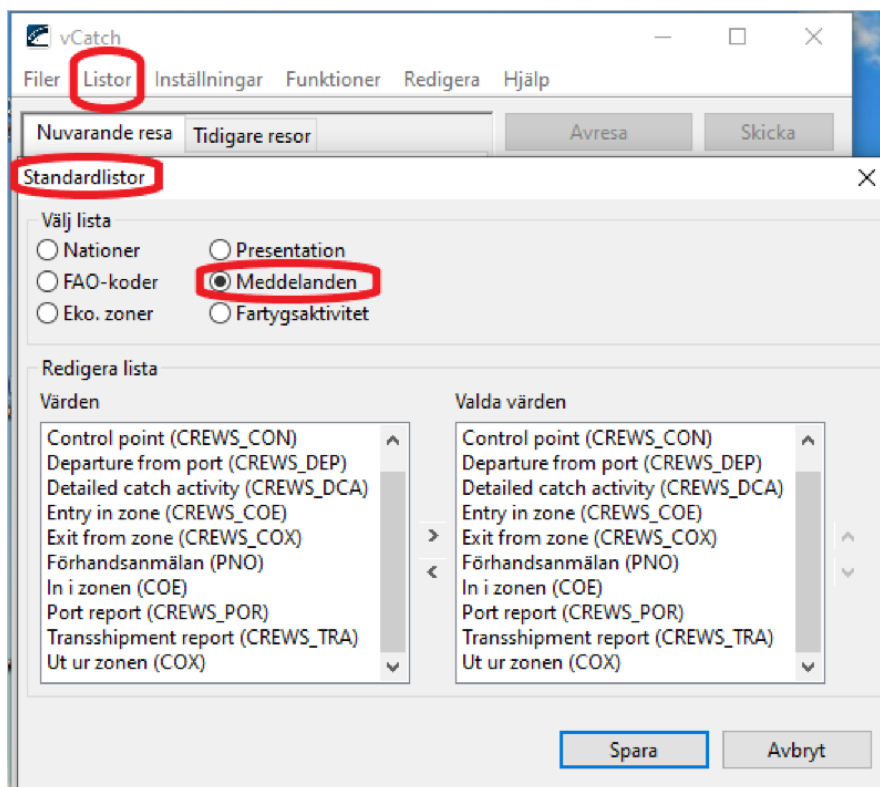 vCatch
Filer Listor Inställningar Funktioner Redigera Hjälp
Nuvarande resa Tidigare resor Avresa Skicka
Standardlistor
Välj lista
Nationer Presentation
FAO-koder Meddelanden
Eko. zoner Fartygsaktivitet
Redigera lista
Värden Valda värden
Control point (CREWS_CON) Control point (CREWS_CON)
Departure from port (CREWS_DEP) Departure from port (CREWS_DEP)
Detailed catch activity (CREWS_DCA) Detailed catch activity (CREWS_DCA)
Entry in zone (CREWS_COE) Entry in zone (CREWS_COE)
Exit from zone (CREWS_COX) > Exit from zone (CREWS_COX)
Förhandsanmälan (PNO) < Förhandsanmälan (PNO)
In i zonen (COE) In i zonen (COE)
Port report (CREWS_POR) Port report (CREWS_POR)
Transshipment report (CREWS_TRA) Transshipment report (CREWS_TRA)
Ut ur zonen (COX) Ut ur zonen (COX)
Spara Avbryt